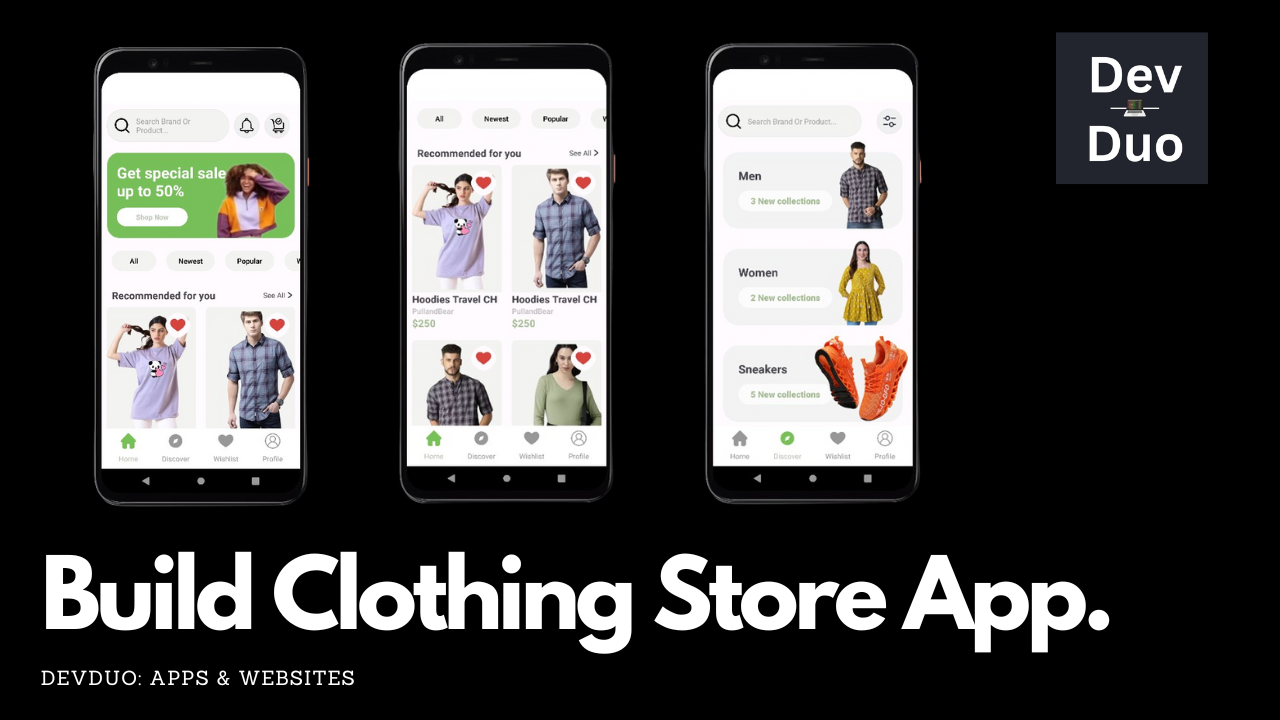 Search Brand Or
Product...
Get special sale
up to 50%
Shop Now
All
Newest
Popular
W
Recommended for you
See All
Home
Discover
Wishlist
Profile
All
Newest
Popular
W
Recommended for you
See All
Hoodies Travel CH
PullandBear
$250
Hoodies Travel CH
PullandBear
$250
Home
Discover
Wishlist
Profile
Search Brand Or Product...
Men
3 New collections
Women
2 New collections
Sneakers
5 New collections
Home
Discover
Wishlist
Profile
Dev
Duo
Build Clothing Store App.
DEVDUO: APPS & WEBSITES